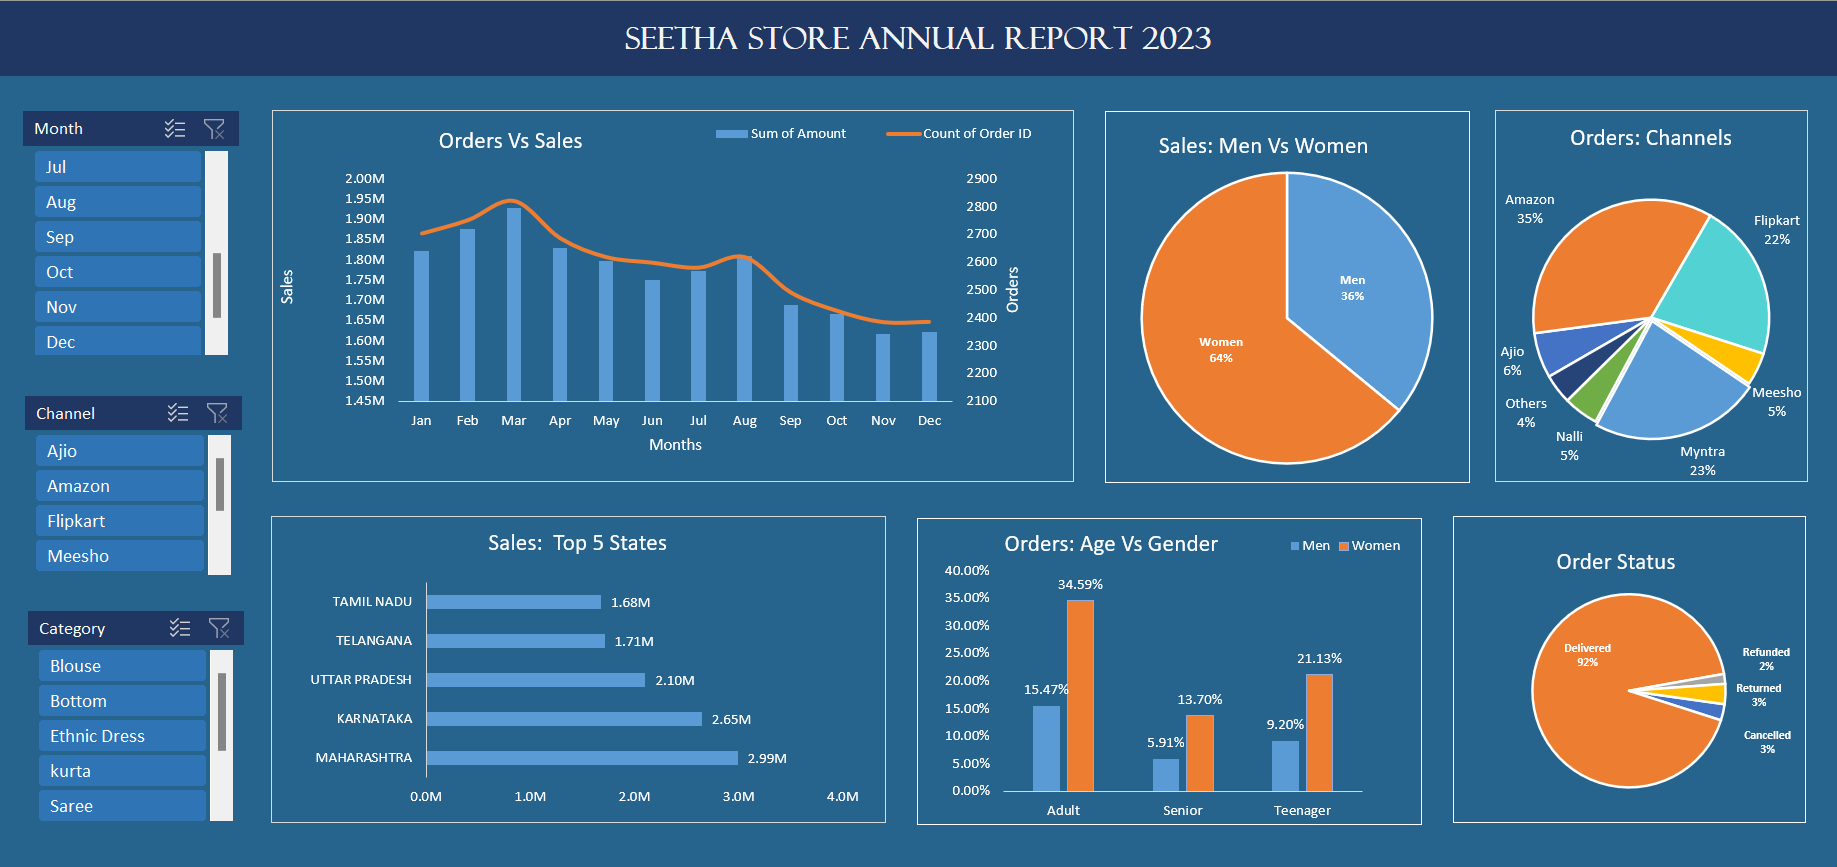 SEETHA STORE ANNUAL REPORT 2023
Month
Jul
Aug
Sep
Oct
Nov
Dec
Channel
Ajio
Amazon
Flipkart
Meesho
Category
Blouse
Bottom
Ethnic Dress
kurta
Saree
Orders Vs Sales
Sum of Amount
Count of Order ID
2.00M
1.95M
1.90M
1.85M
1.80M
1.75M
1.70M
1.65M
1.60M
1.55M
1.50M
1.45M
Sales
2900
2800
2700
2600
2500
2400
2300
2200
2100
Orders
Jan Feb Mar Apr May Jun Jul Aug Sep Oct Nov Dec
Months
Sales: Men Vs Women
Men
36%
Women
64%
Orders: Channels
Amazon
35%
Flipkart
22%
Ajio
6%
Meesho
5%
Others
4%
Nalli
5%
Myntra
23%
Sales: Top 5 States
TAMIL NADU 1.68M
TELANGANA 1.71M
UTTAR PRADESH 2.10M
KARNATAKA 2.65M
MAHARASHTRA 2.99M
0.0M 1.0M 2.0M 3.0M 4.0M
Orders: Age Vs Gender
Men Women
40.00%
35.00%
30.00%
25.00%
20.00%
15.00%
10.00%
5.00%
0.00%
15.47%
34.59%
5.91%
13.70%
9.20%
21.13%
Adult Senior Teenager
Order Status
Delivered
92%
Refunded
2%
Returned
3%
Cancelled
3%